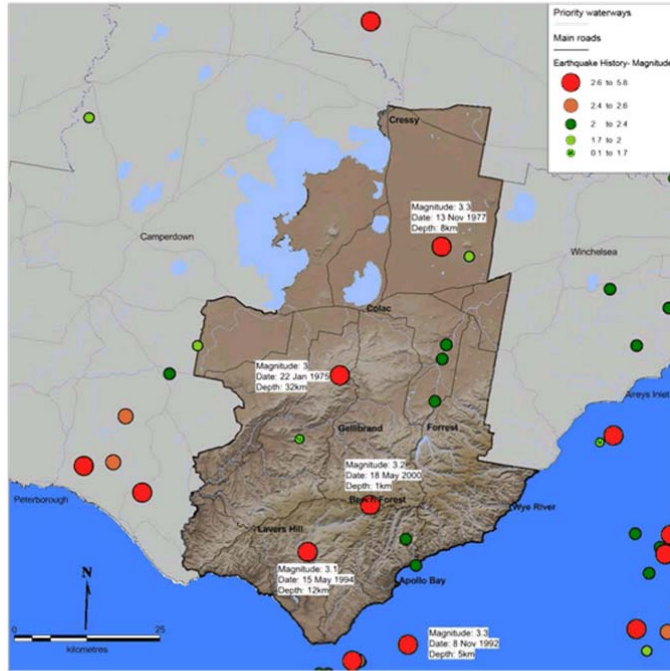 Priority waterways
Main roads
Earthquake History- Magnitude
2.6 to 5.8
2.4 to 2.6
2 to 2.4
1.7 to 2
0.1 to 1.7
Cressy
Magnitude: 3.3
Date: 13 Nov 1977
Depth: 8km
Camperdown
Winchelsea
Colac
Magnitude: 3
Date: 22 Jan 1975
Depth: 32km
Aireys Inlet
Gellibrand
Forrest
Magnitude: 3.2
Date: 18 May 2000
Depth: 1km
Peterborough
Forest
Wye River
Lavers Hill
Magnitude: 3.1
Date: 15 May 1994
Depth: 12km
Apollo Bay
N
Magnitude: 3.3
Date: 8 Nov 1992
Depth: 5km
0
25
kilometres